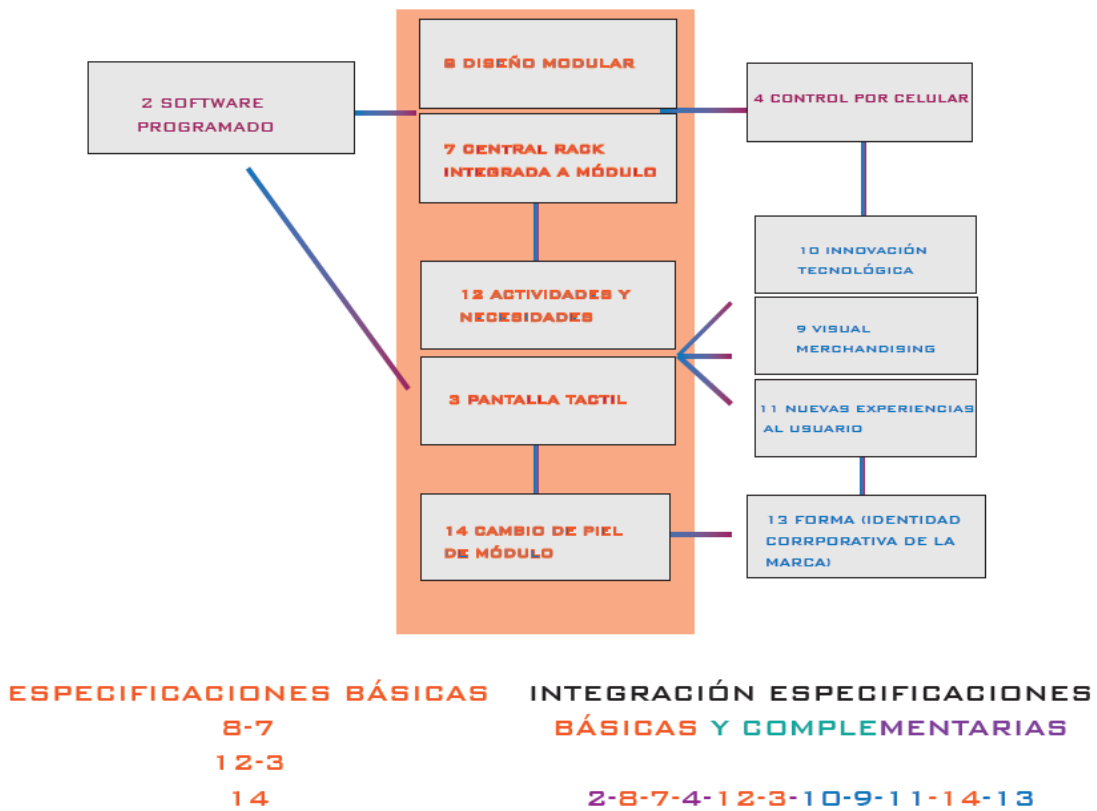 8 DISEÑO MODULAR
2 SOFTWARE
PROGRAMADO
4 CONTROL POR CELULAR
7 CENTRAL RACK
INTEGRADA A MÓDULO
10 INNOVACIÓN
TECNOLÓGICA
12 ACTIVIDADES Y
NECESIDADES
9 VISUAL
MERCHANDISING
3 PANTALLA TACTIL
11 NUEVAS EXPERIENCIAS
AL USUARIO
14 CAMBIO DE PIEL
DE MÓDULO
13 FORMA (IDENTIDAD
CORRPORATIVA DE LA
MARCA)
ESPECIFICACIONES BÁSICAS
8-7
12-3
14
INTEGRACIÓN ESPECIFICACIONES
BÁSICAS Y COMPLEMENTARIAS
2-8-7-4-12-3-10-9-11-14-13